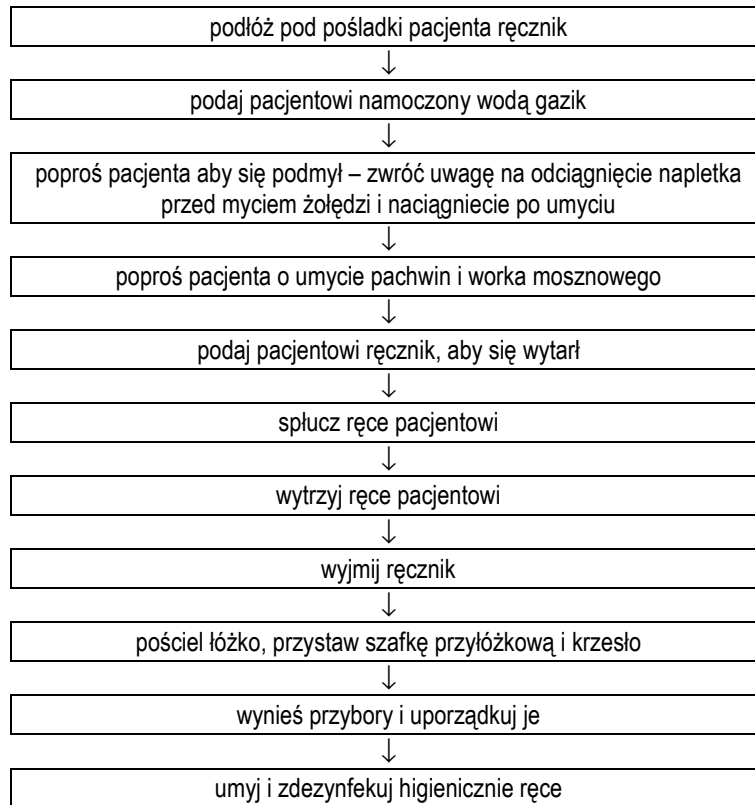 podłóż pod pośladki pacjenta ręcznik
↓
podaj pacjentowi namoczony wodą gazik
↓
poproś pacjenta aby się podmył – zwróć uwagę na odciągnięcie napletka
przed myciem żołędzi i naciągniecie po umyciu
↓
poproś pacjenta o umycie pachwin i worka mosznowego
↓
podaj pacjentowi ręcznik, aby się wytarł
↓
spłucz ręce pacjentowi
↓
wytrzyj ręce pacjentowi
↓
wyjmij ręcznik
↓
pościel łóżko, przystaw szafkę przyłóżkową i krzesło
↓
wynieś przybory i uporządkuj je
↓
umyj i zdezynfekuj higienicznie ręce